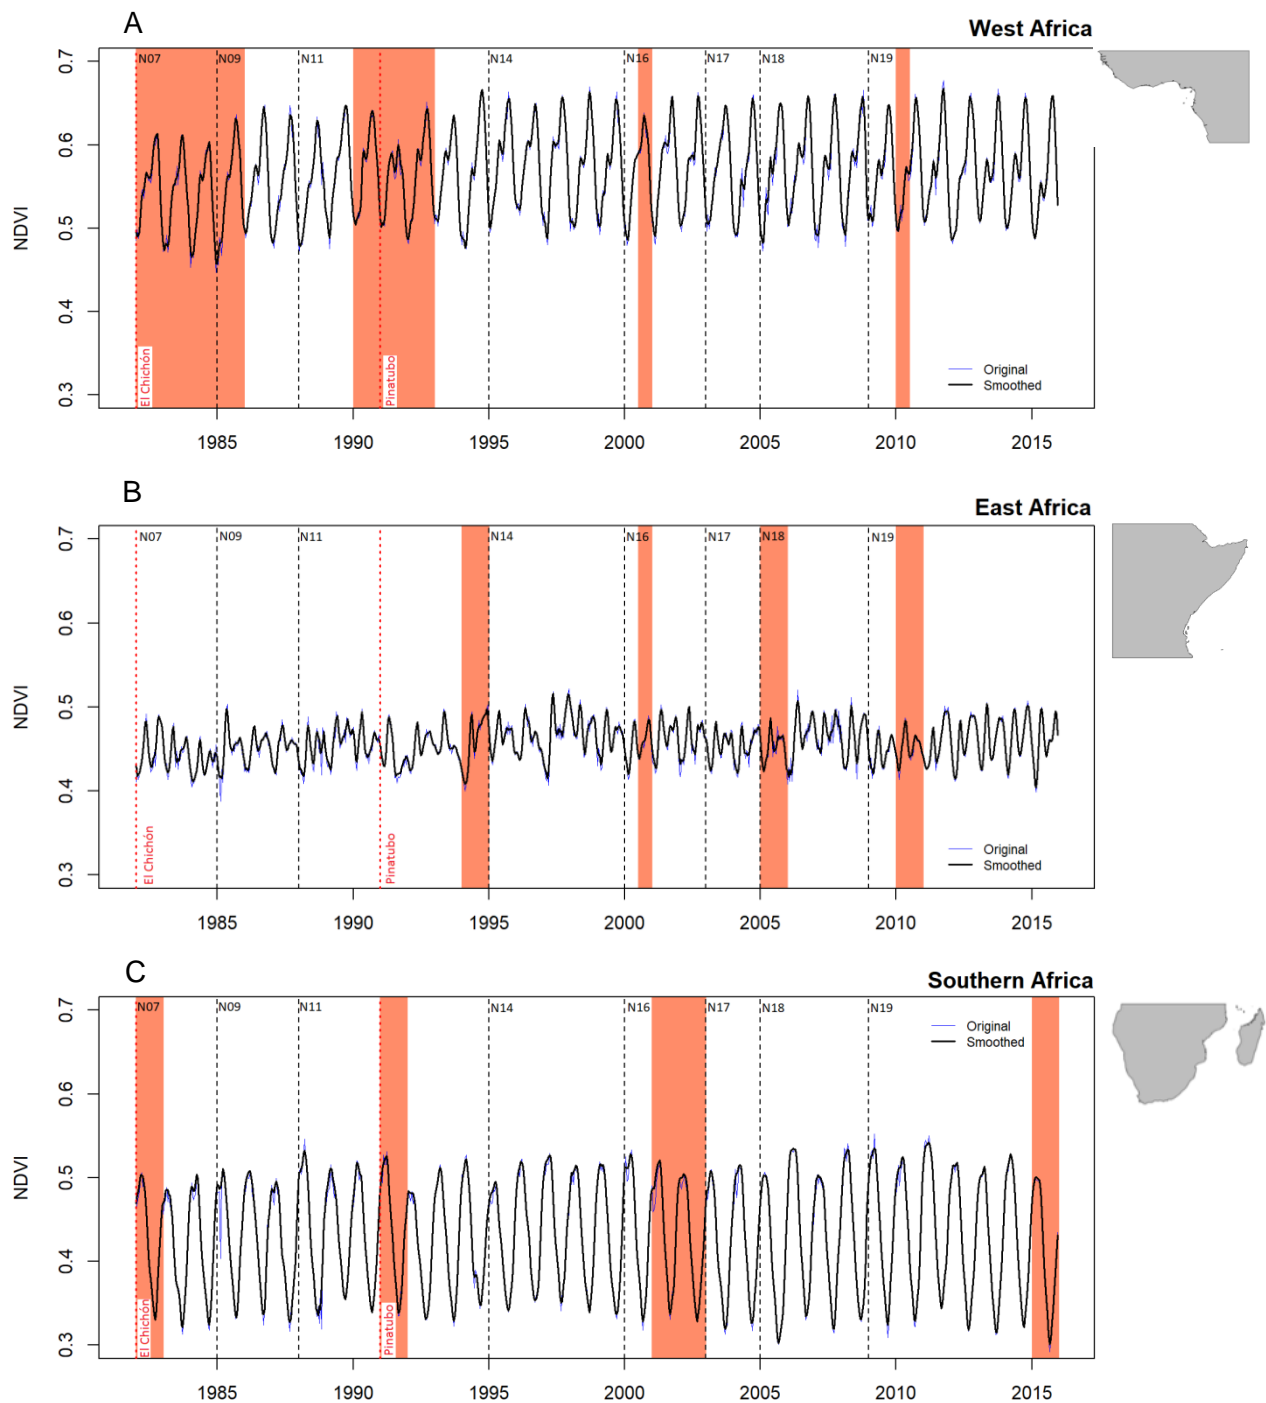 A
West Africa
N07 N09 N11 N14 N16 N17 N18 N19
0.7
0.6
0.5
0.4
0.3
NDVI
El Chichón
Pinatubo
Original
Smoothed
1985 1990 1995 2000 2005 2010 2015
B
East Africa
N07 N09 N11 N14 N16 N17 N18 N19
0.7
0.6
0.5
0.4
0.3
NDVI
El Chichón
Pinatubo
Original
Smoothed
1985 1990 1995 2000 2005 2010 2015
C
Southern Africa
N07 N09 N11 N14 N16 N17 N18 N19
0.7
0.6
0.5
0.4
0.3
NDVI
Original
Smoothed
El Chichón
Pinatubo
1985 1990 1995 2000 2005 2010 2015